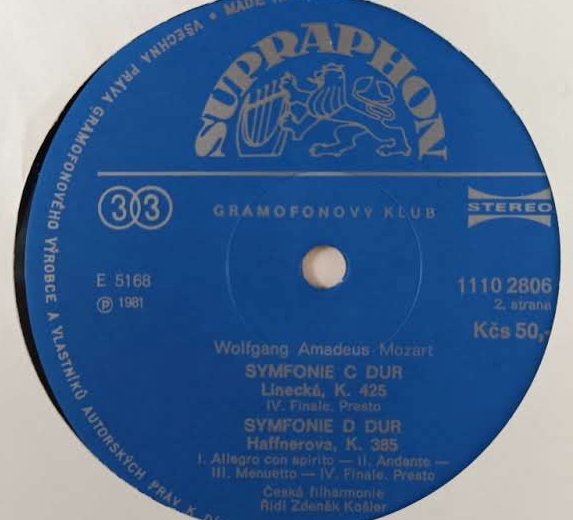 VŠECHNA PRÁVA GRAMOFONOVÉHO VÝROBCE A VLASTNÍKŮ AUTORSKÝCH PRÁV K
MADE
SUPRAPHON
33
GRAMOFONOVÝ KLUB
STEREO
E 5168
1110 2806
Ⓟ 1981
2. strana
Kčs 50,-
Wolfgang Amadeus Mozart
SYMFONIE C DUR
Linecká, K. 425
IV. Finale. Presto
SYMFONIE D DUR
Haffnerova, K. 385
I. Allegro con spirito — II. Andante —
III. Menuetto — IV. Finale. Presto
Česká filharmonie
Řídí Zdeněk Košler